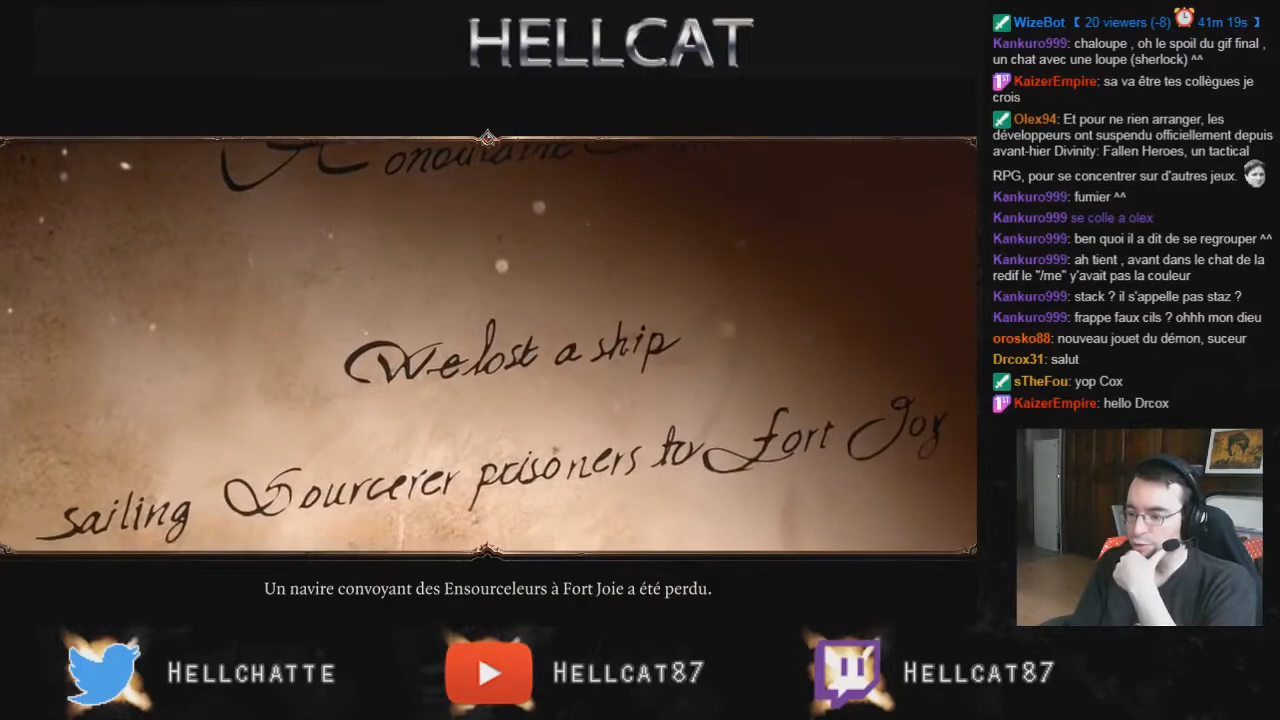 HELLCAT
We lost a ship
sailing Sourcerer prisoners to Fort Joy
Un navire convoyant des Ensourceleurs à Fort Joie a été perdu.
HELLCHATTE
HELLCAT87
HELLCAT87
WizeBot 【 20 viewers (-8) ⏰ 41m 19s 】
Kankuro999: chaloupe , oh le spoil du gif final ,
un chat avec une loupe (sherlock) ^^
KaizerEmpire: sa va être tes collègues je
crois
Olex94: Et pour ne rien arranger, les
développeurs ont suspendu officiellement depuis
avant-hier Divinity: Fallen Heroes, un tactical
RPG, pour se concentrer sur d'autres jeux.
Kankuro999: fumier ^^
Kankuro999 se colle a olex
Kankuro999: ben quoi il a dit de se regrouper ^^
Kankuro999: ah tient , avant dans le chat de la
redif le "/me" y'avait pas la couleur
Kankuro999: stack ? il s'appelle pas staz ?
Kankuro999: frappe faux cils ? ohhh mon dieu
orosko88: nouveau jouet du démon, suceur
Drcox31: salut
sTheFou: yop Cox
KaizerEmpire: hello Drcox